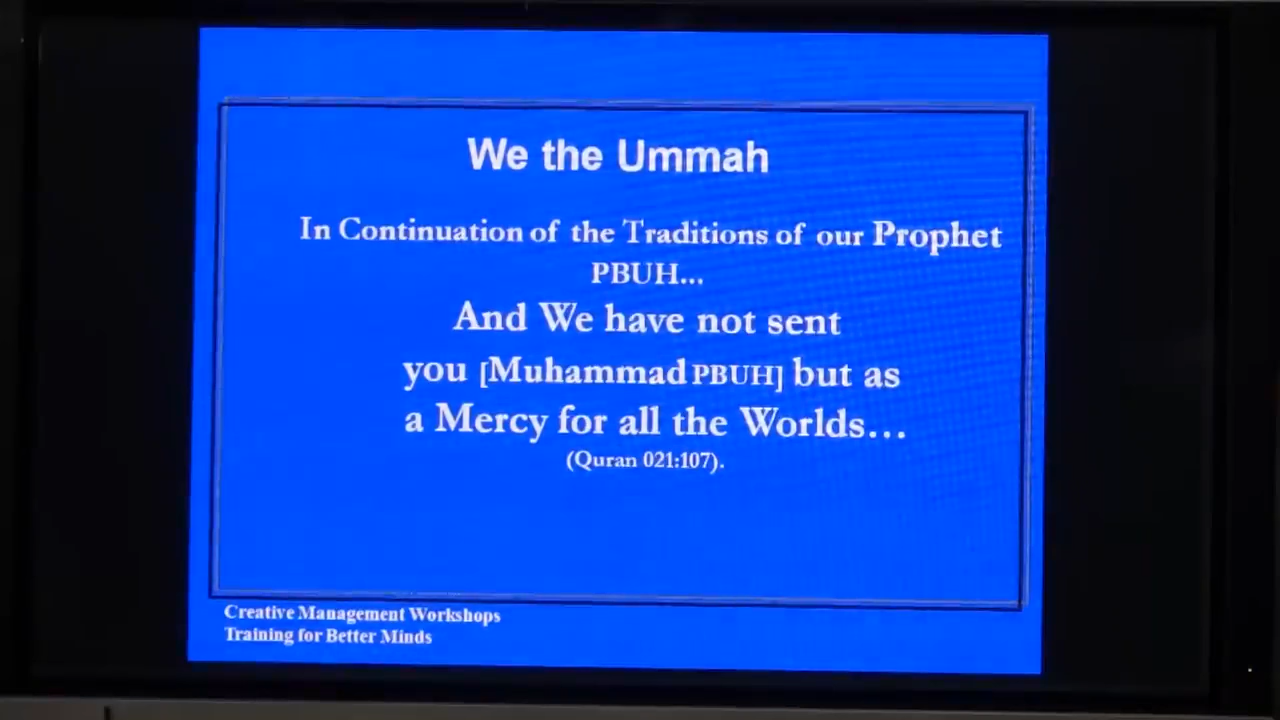 We the Ummah
In Continuation of the Traditions of our Prophet
PBUH...
And We have not sent
you [Muhammad PBUH] but as
a Mercy for all the Worlds...
(Quran 021:107).
Creative Management Workshops
Training for Better Minds